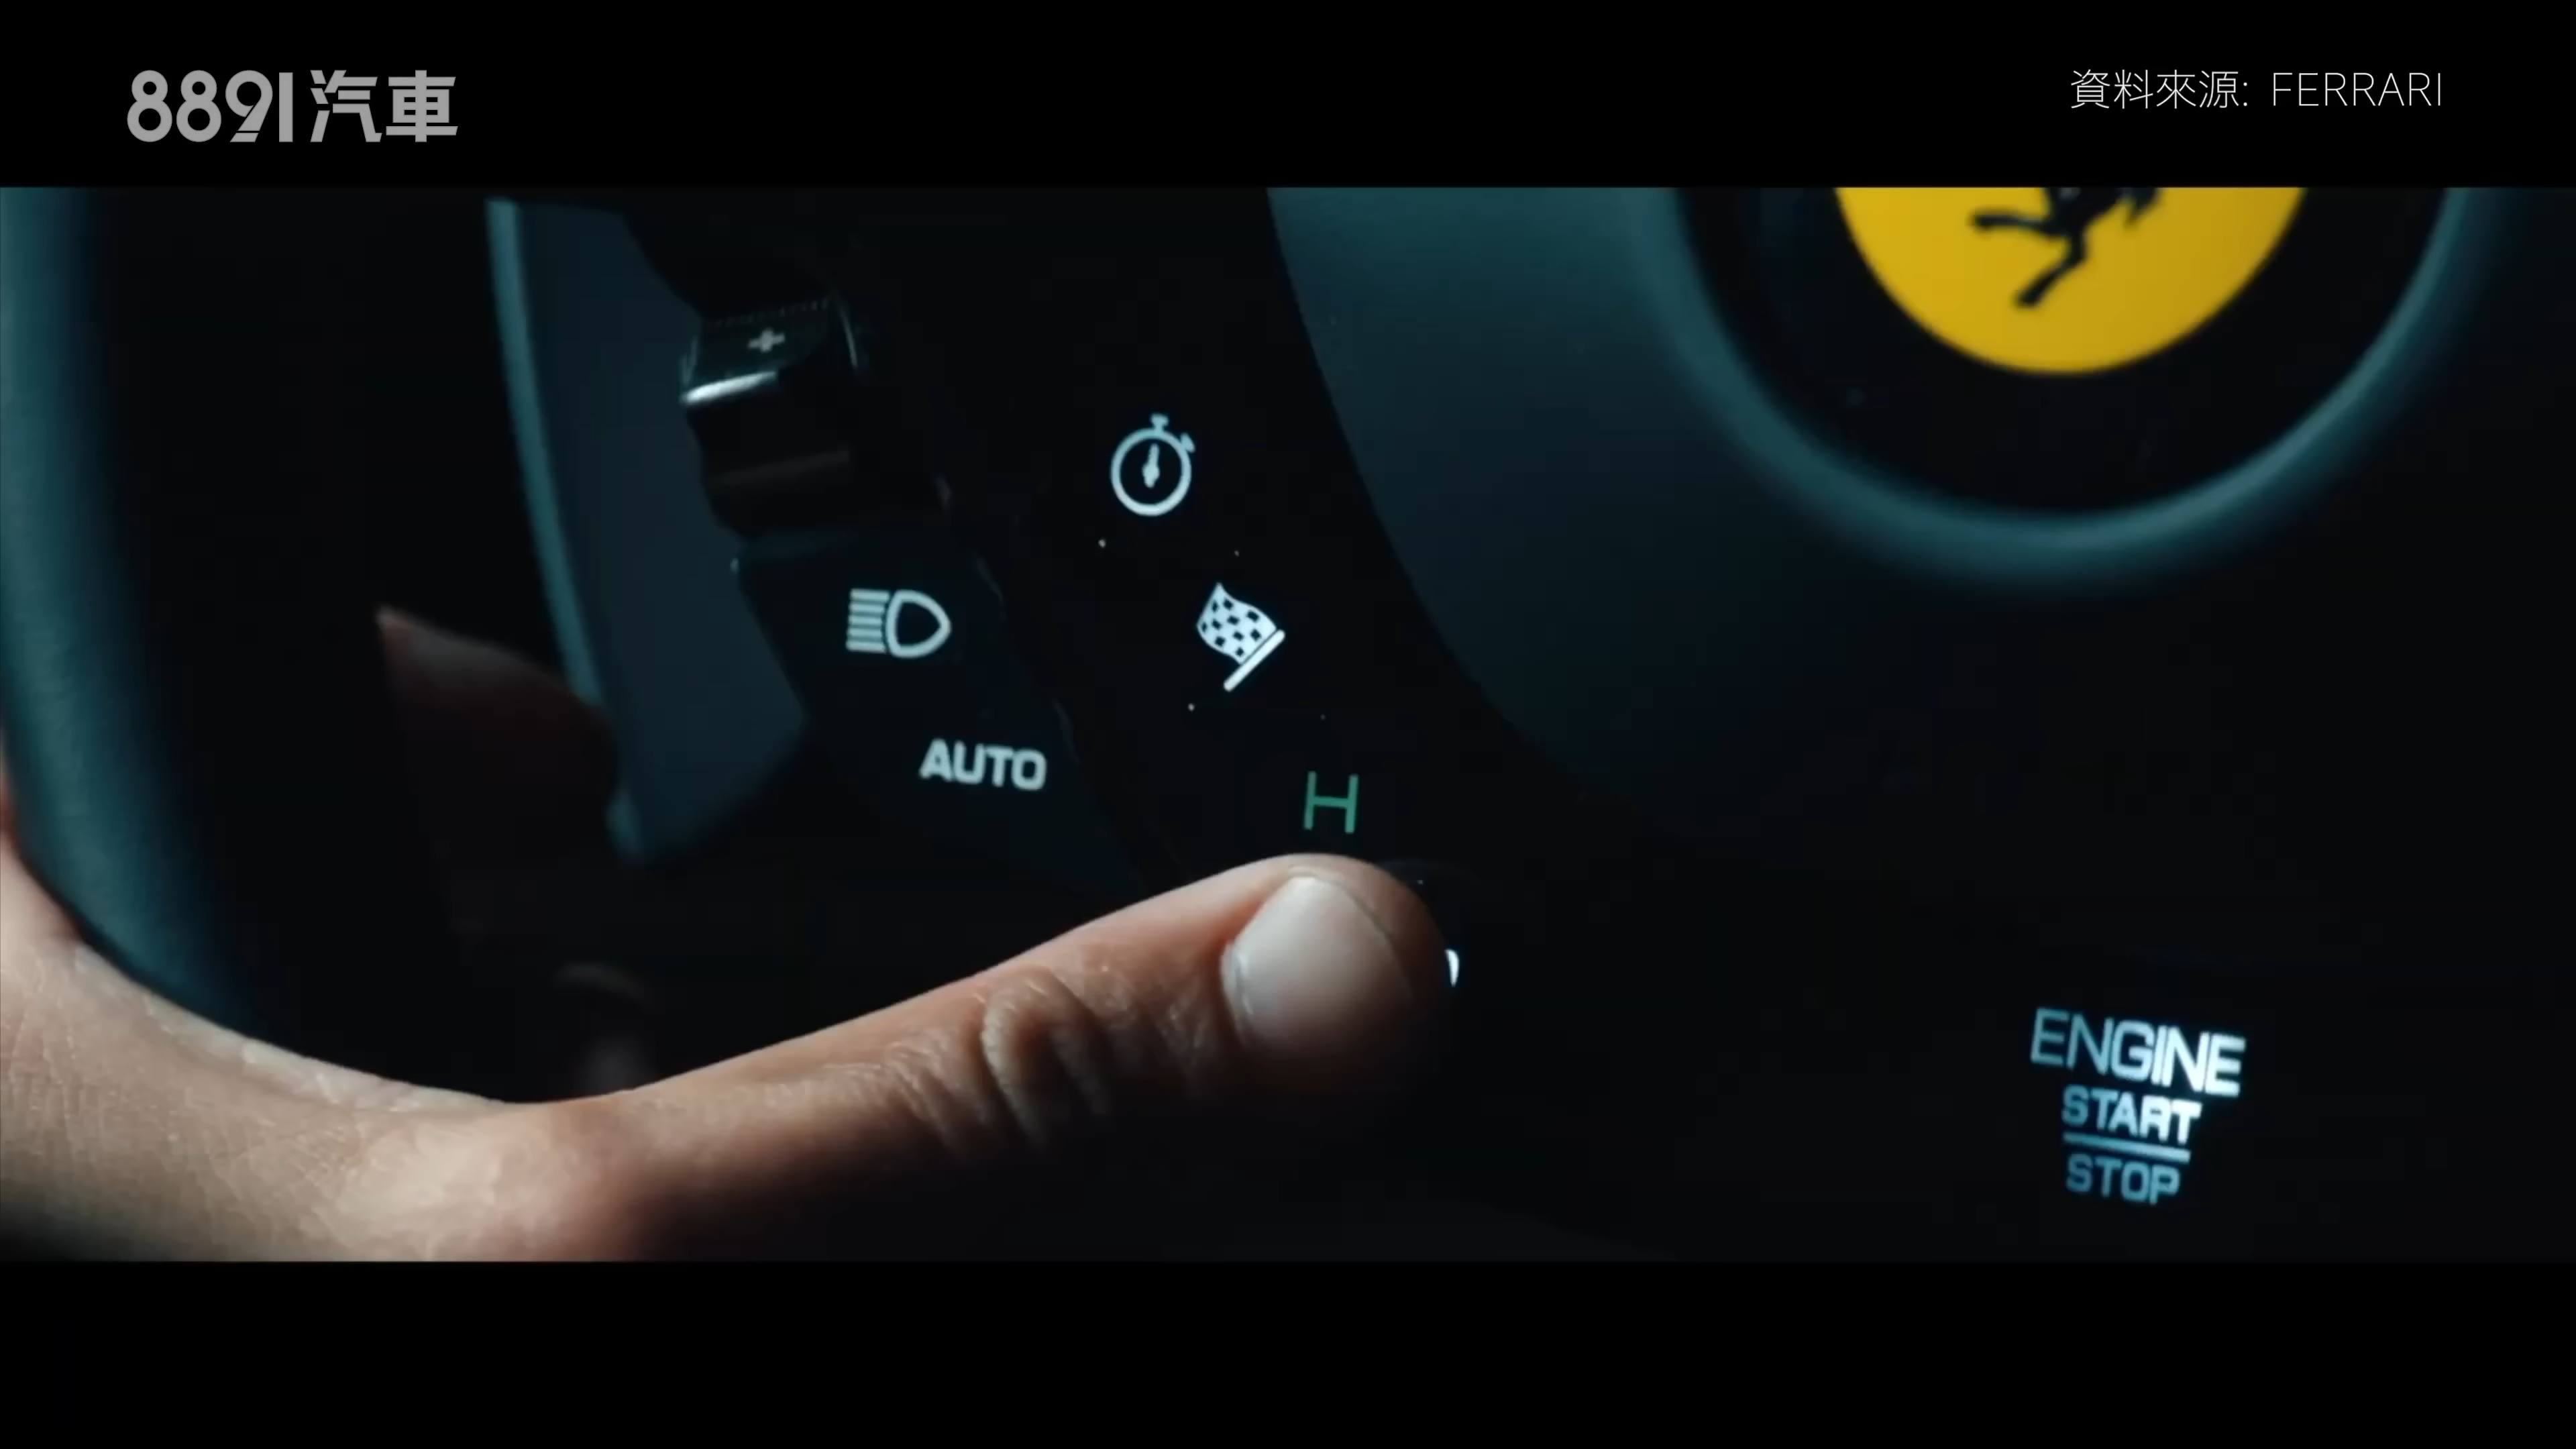 8891汽車
資料來源: FERRARI
+
AUTO
H
ENGINE
START
STOP